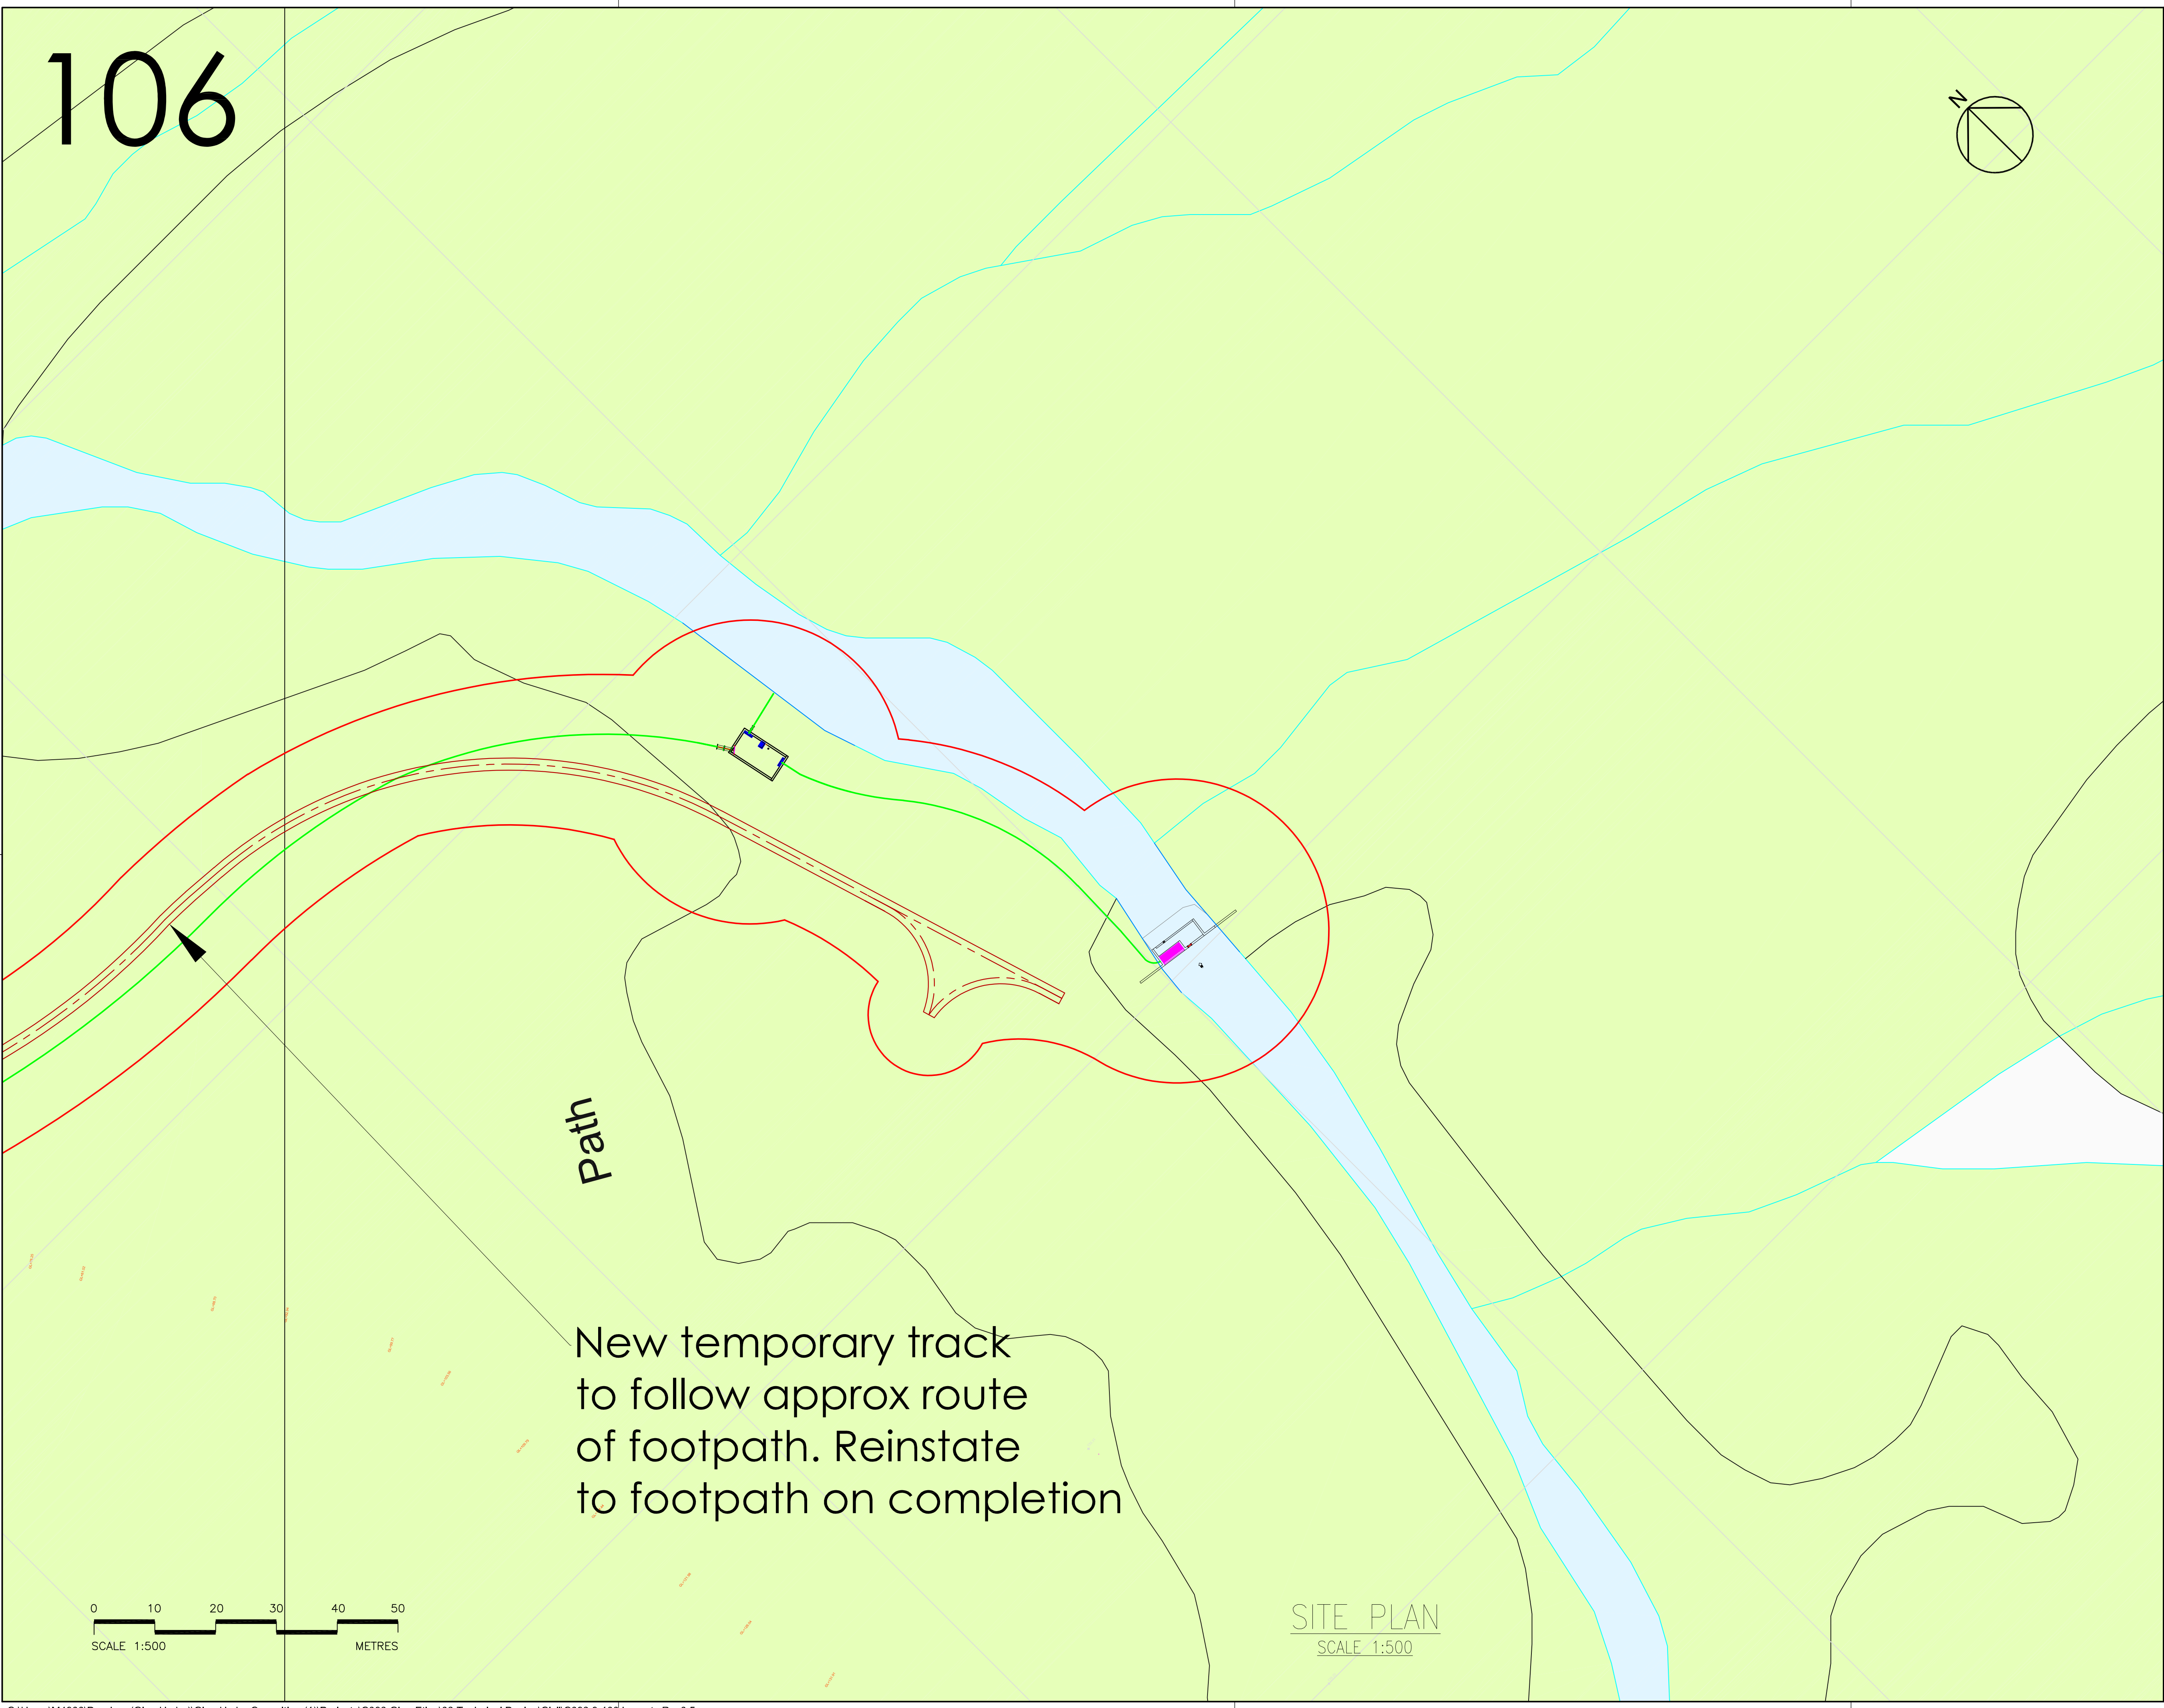 106
N
Path
New temporary track
to follow approx route
of footpath. Reinstate
to footpath on completion
0 10 20 30 40 50
SCALE 1:500 METRES
SITE PLAN
SCALE 1:500